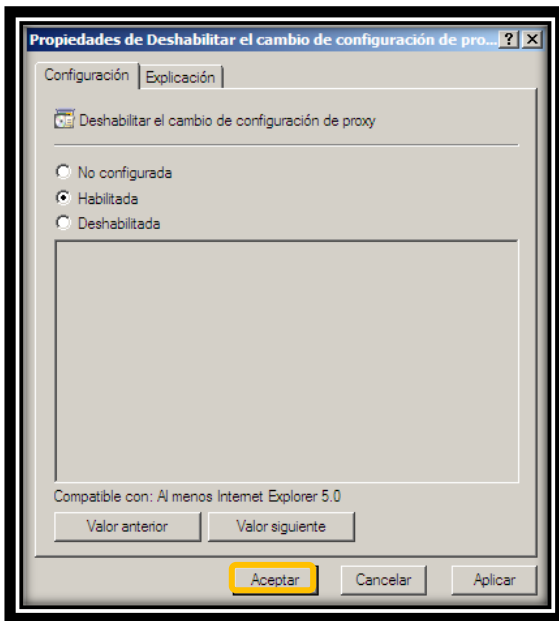 Propiedades de Deshabilitar el cambio de configuración de pro... ? X
Configuración Explicación
Deshabilitar el cambio de configuración de proxy
No configurada
Habilitada
Deshabilitada
Compatible con: Al menos Internet Explorer 5.0
Valor anterior Valor siguiente
Aceptar Cancelar Aplicar